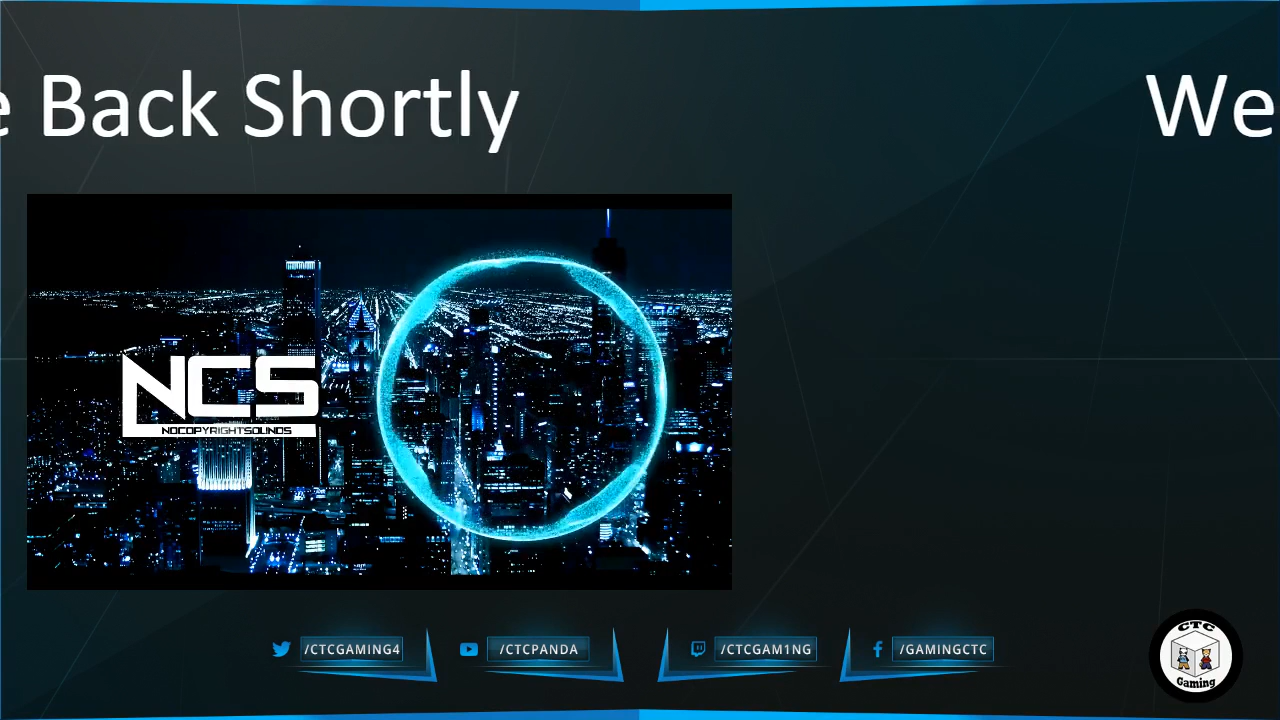 e Back Shortly
We
NCS
NOCOPYRIGHTSOUNDS
/CTCGAMING4
/CTCPANDA
/CTCGAM1NG
/GAMINGCTC
CTC
Gaming